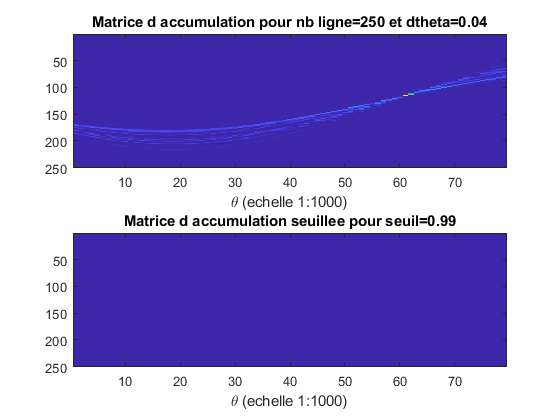 Matrice d accumulation pour nb ligne=250 et dtheta=0.04
50
100
150
200
250
10 20 30 40 50 60 70
θ (echelle 1:1000)
Matrice d accumulation seuillee pour seuil=0.99
50
100
150
200
250
10 20 30 40 50 60 70
θ (echelle 1:1000)